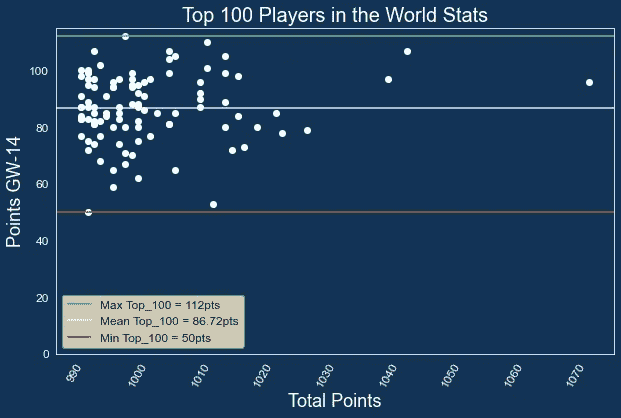 Top 100 Players in the World Stats
Points GW-14
100
80
60
40
20
0
Max Top_100 = 112pts
Mean Top_100 = 86.72pts
Min Top_100 = 50pts
990
1000
1010
1020
1030
1040
1050
1060
1070
Total Points